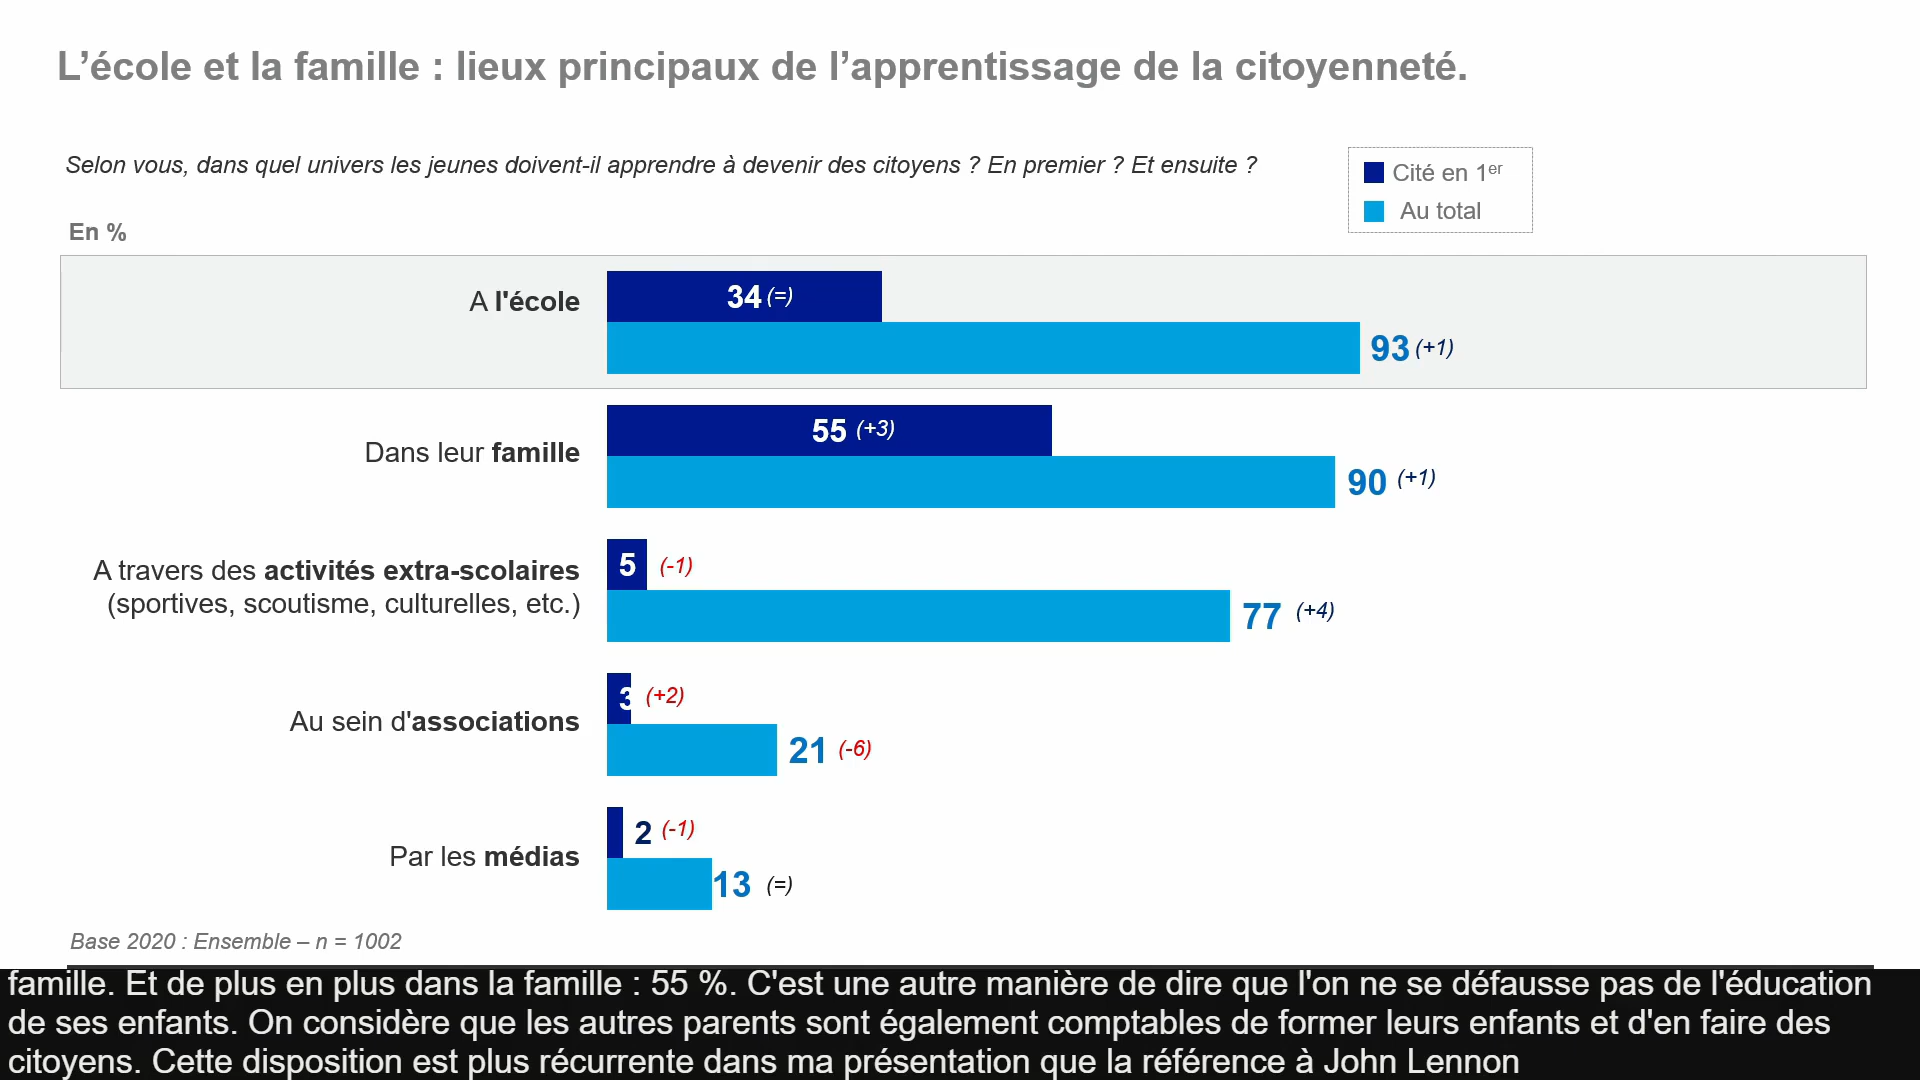 L’école et la famille : lieux principaux de l’apprentissage de la citoyenneté.
Selon vous, dans quel univers les jeunes doivent-il apprendre à devenir des citoyens ? En premier ? Et ensuite ?
Cité en 1er
Au total
En %
A l'école
34 (=)
93 (+1)
Dans leur famille
55 (+3)
90 (+1)
A travers des activités extra-scolaires
(sportives, scoutisme, culturelles, etc.)
5 (-1)
77 (+4)
Au sein d'associations
3 (+2)
21 (-6)
Par les médias
2 (-1)
13 (=)
Base 2020 : Ensemble – n = 1002
famille. Et de plus en plus dans la famille : 55 %. C'est une autre manière de dire que l'on ne se défausse pas de l'éducation
de ses enfants. On considère que les autres parents sont également comptables de former leurs enfants et d'en faire des
citoyens. Cette disposition est plus récurrente dans ma présentation que la référence à John Lennon